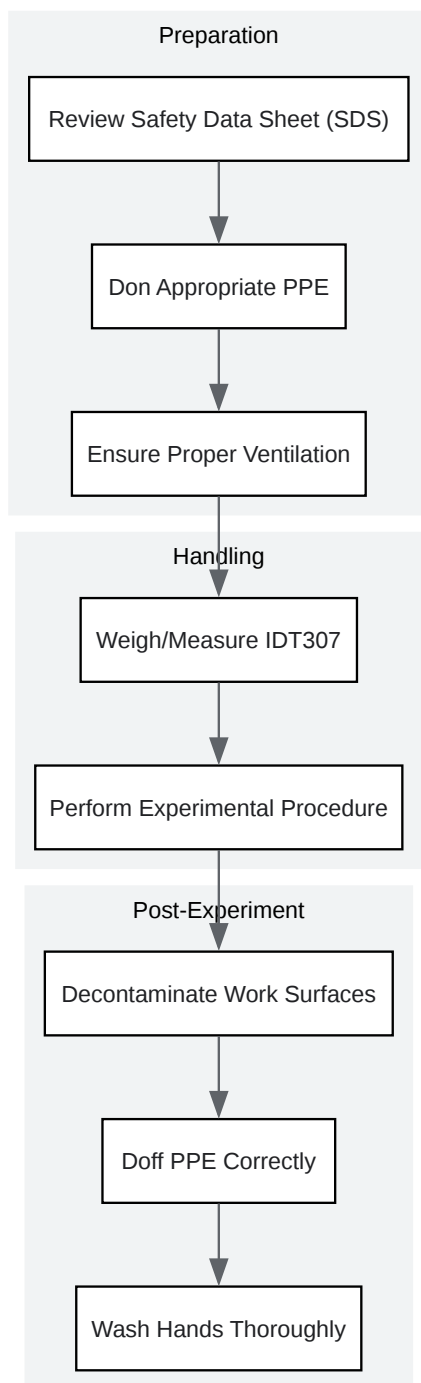 Preparation
Review Safety Data Sheet (SDS)
Don Appropriate PPE
Ensure Proper Ventilation
Handling
Weigh/Measure IDT307
Perform Experimental Procedure
Post-Experiment
Decontaminate Work Surfaces
Doff PPE Correctly
Wash Hands Thoroughly